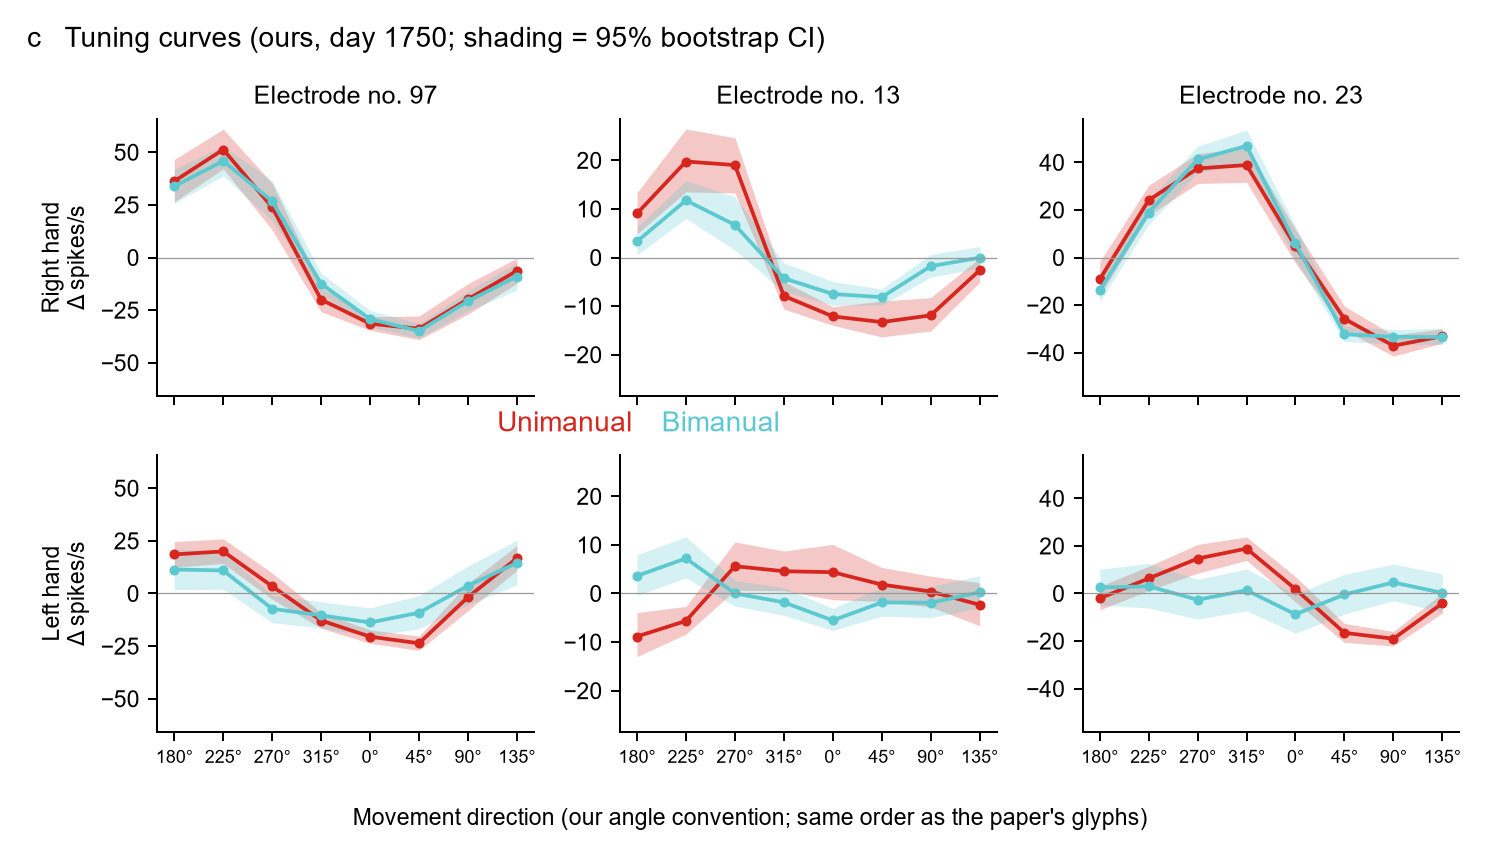 c Tuning curves (ours, day 1750; shading = 95% bootstrap CI)
Electrode no. 97
Electrode no. 13
Electrode no. 23
Right hand
Δ spikes/s
50
25
0
−25
−50
20
10
0
−10
−20
40
20
0
−20
−40
Unimanual Bimanual
Left hand
Δ spikes/s
50
25
0
−25
−50
20
10
0
−10
−20
40
20
0
−20
−40
180° 225° 270° 315° 0° 45° 90° 135°
180° 225° 270° 315° 0° 45° 90° 135°
180° 225° 270° 315° 0° 45° 90° 135°
Movement direction (our angle convention; same order as the paper's glyphs)